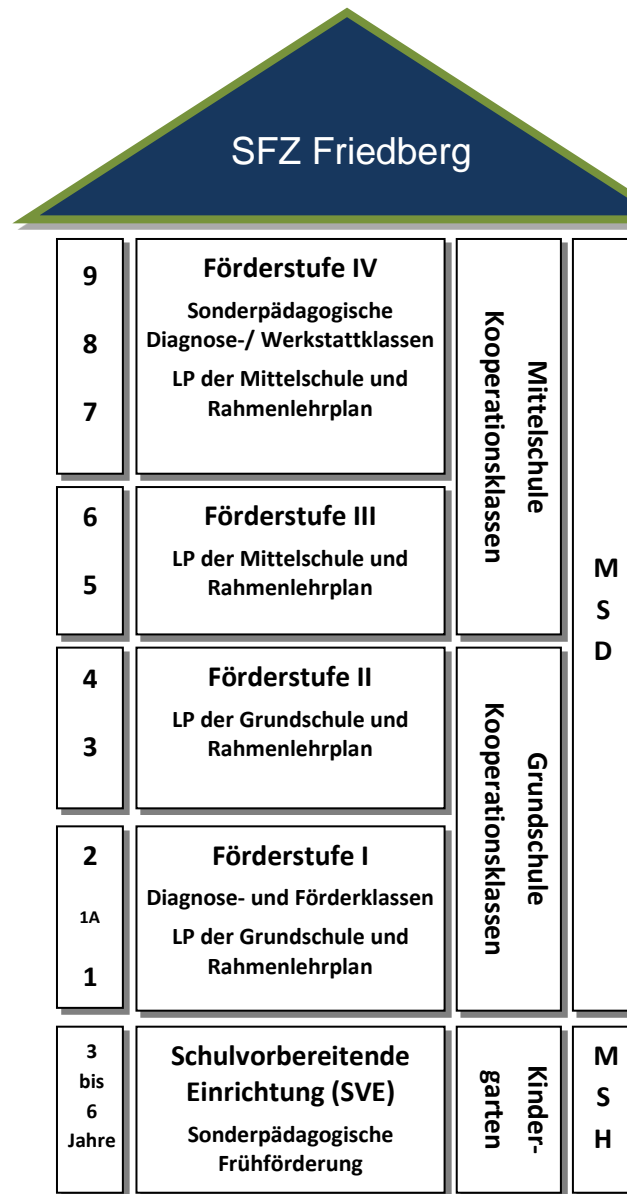 SFZ Friedberg
9
8
7
Förderstufe IV
Sonderpädagogische
Diagnose-/ Werkstattklassen
LP der Mittelschule und
Rahmenlehrplan
6
5
Förderstufe III
LP der Mittelschule und
Rahmenlehrplan
Mittelschule
Kooperationsklassen
4
3
Förderstufe II
LP der Grundschule und
Rahmenlehrplan
2
1A
1
Förderstufe I
Diagnose- und Förderklassen
LP der Grundschule und
Rahmenlehrplan
Grundschule
Kooperationsklassen
M
S
D
3
bis
6
Jahre
Schulvorbereitende
Einrichtung (SVE)
Sonderpädagogische
Frühförderung
Kinder-
garten
M
S
H